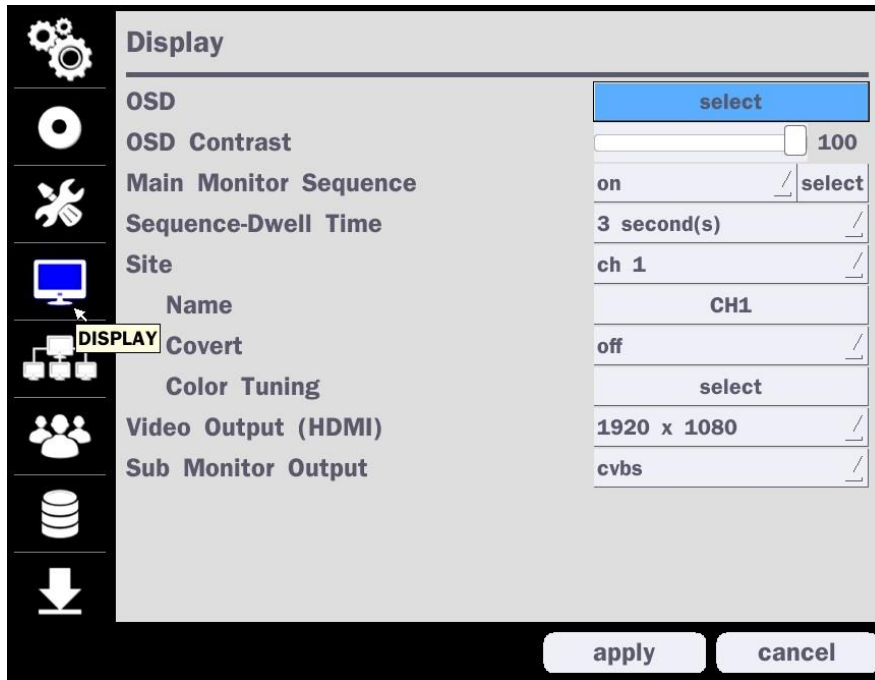 Display
OSD select
OSD Contrast 100
Main Monitor Sequence on select
Sequence-Dwell Time 3 second(s)
Site ch 1
Name CH1
DISPLAY
Covert off
Color Tuning select
Video Output (HDMI) 1920 x 1080
Sub Monitor Output cvbs
apply cancel